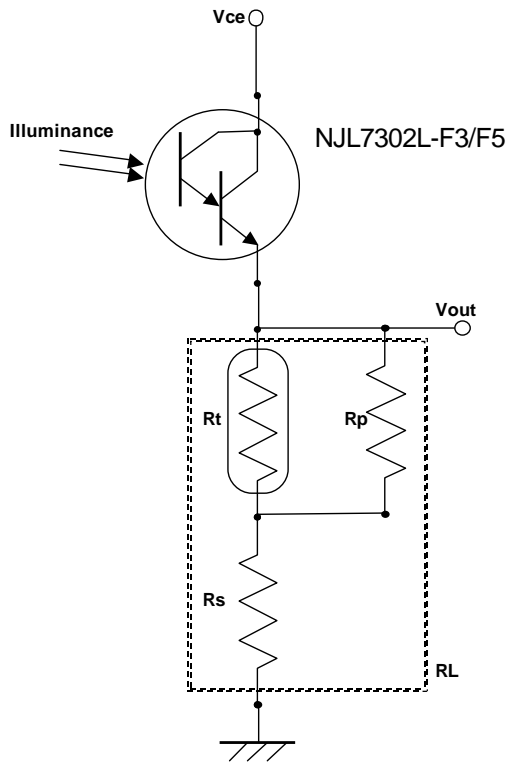 Vce
Illuminance
NJL7302L-F3/F5
Vout
Rt
Rp
Rs
RL